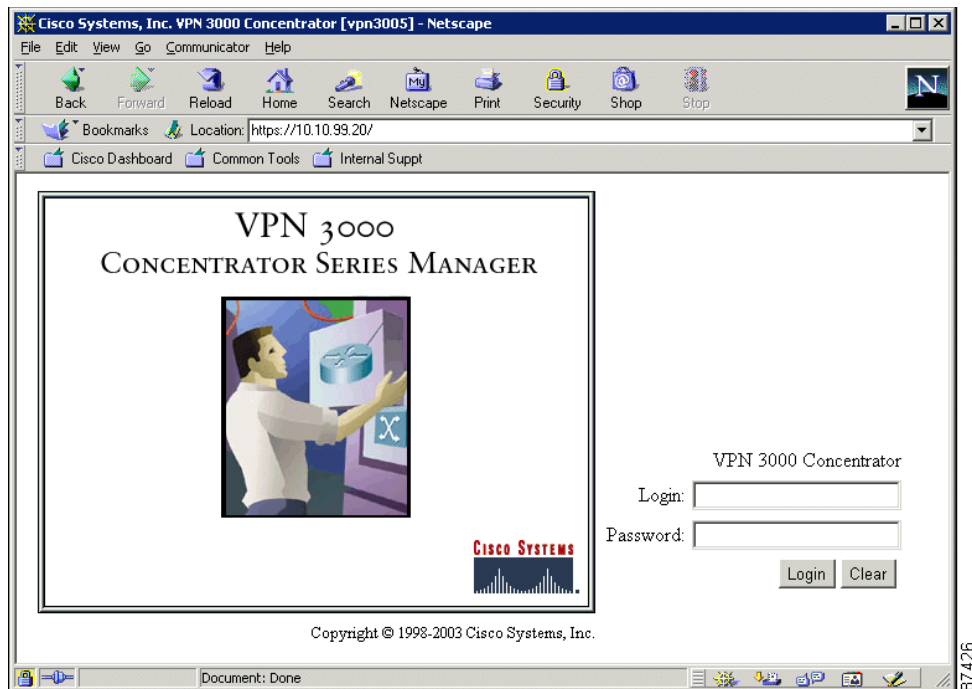 Cisco Systems, Inc. VPN 3000 Concentrator [vpn3005] - Netscape
File Edit View Go Communicator Help
My
N
Back Forward Reload Home Search Netscape Print Security Shop Stop
Bookmarks Location: https://10.10.99.20/
Cisco Dashboard Common Tools Internal Suppt
VPN 3000
Concentrator Series Manager
VPN 3000 Concentrator
Login:
Password:
Login Clear
Cisco Systems
Copyright © 1998-2003 Cisco Systems, Inc.
Document: Done
87426